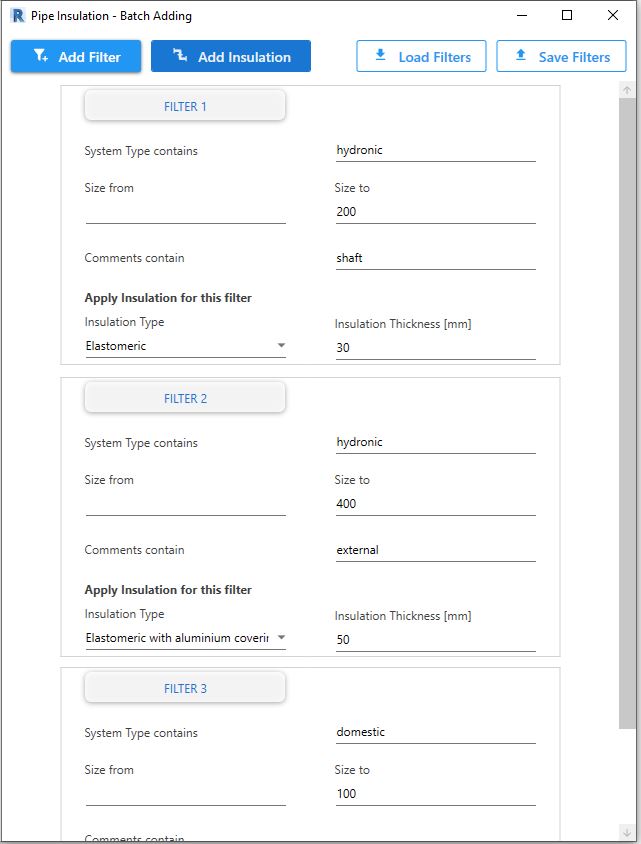 R Pipe Insulation - Batch Adding
Add Filter Add Insulation Load Filters Save Filters
FILTER 1
System Type contains hydronic
Size from Size to
200
Comments contain shaft
Apply Insulation for this filter
Insulation Type Insulation Thickness [mm]
Elastomeric 30
FILTER 2
System Type contains hydronic
Size from Size to
400
Comments contain external
Apply Insulation for this filter
Insulation Type Insulation Thickness [mm]
Elastomeric with aluminium coverin 50
FILTER 3
System Type contains domestic
Size from Size to
100
Comments contain